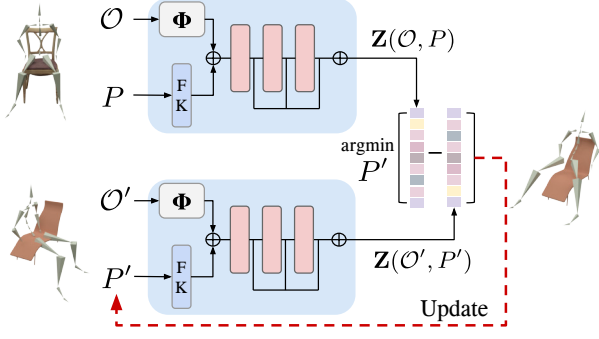 𝒪
Φ
P
F
K
Z(𝒪, P)
argmin
P′
−
𝒪′
Φ
P′
F
K
Z(𝒪′, P′)
Update